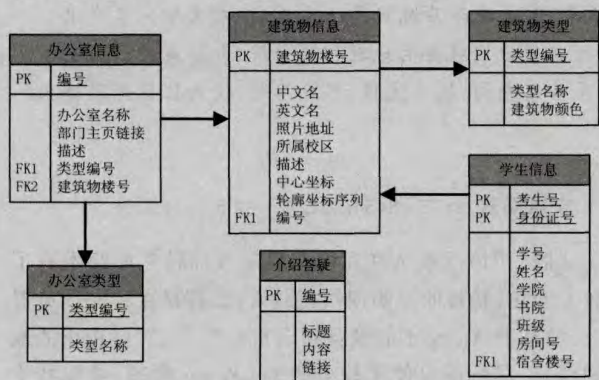 办公室信息
PK 编号
办公室名称
部门主页链接
描述
FK1 类型编号
FK2 建筑物楼号
建筑物信息
PK 建筑物楼号
中文名
英文名
照片地址
所属校区
描述
中心坐标
轮廓坐标序列
FK1 编号
建筑物类型
PK 类型编号
类型名称
建筑物颜色
学生信息
PK 考生号
PK 身份证号
学号
姓名
学院
书院
班级
房间号
FK1 宿舍楼号
办公室类型
PK 类型编号
类型名称
介绍答疑
PK 编号
标题
内容
链接